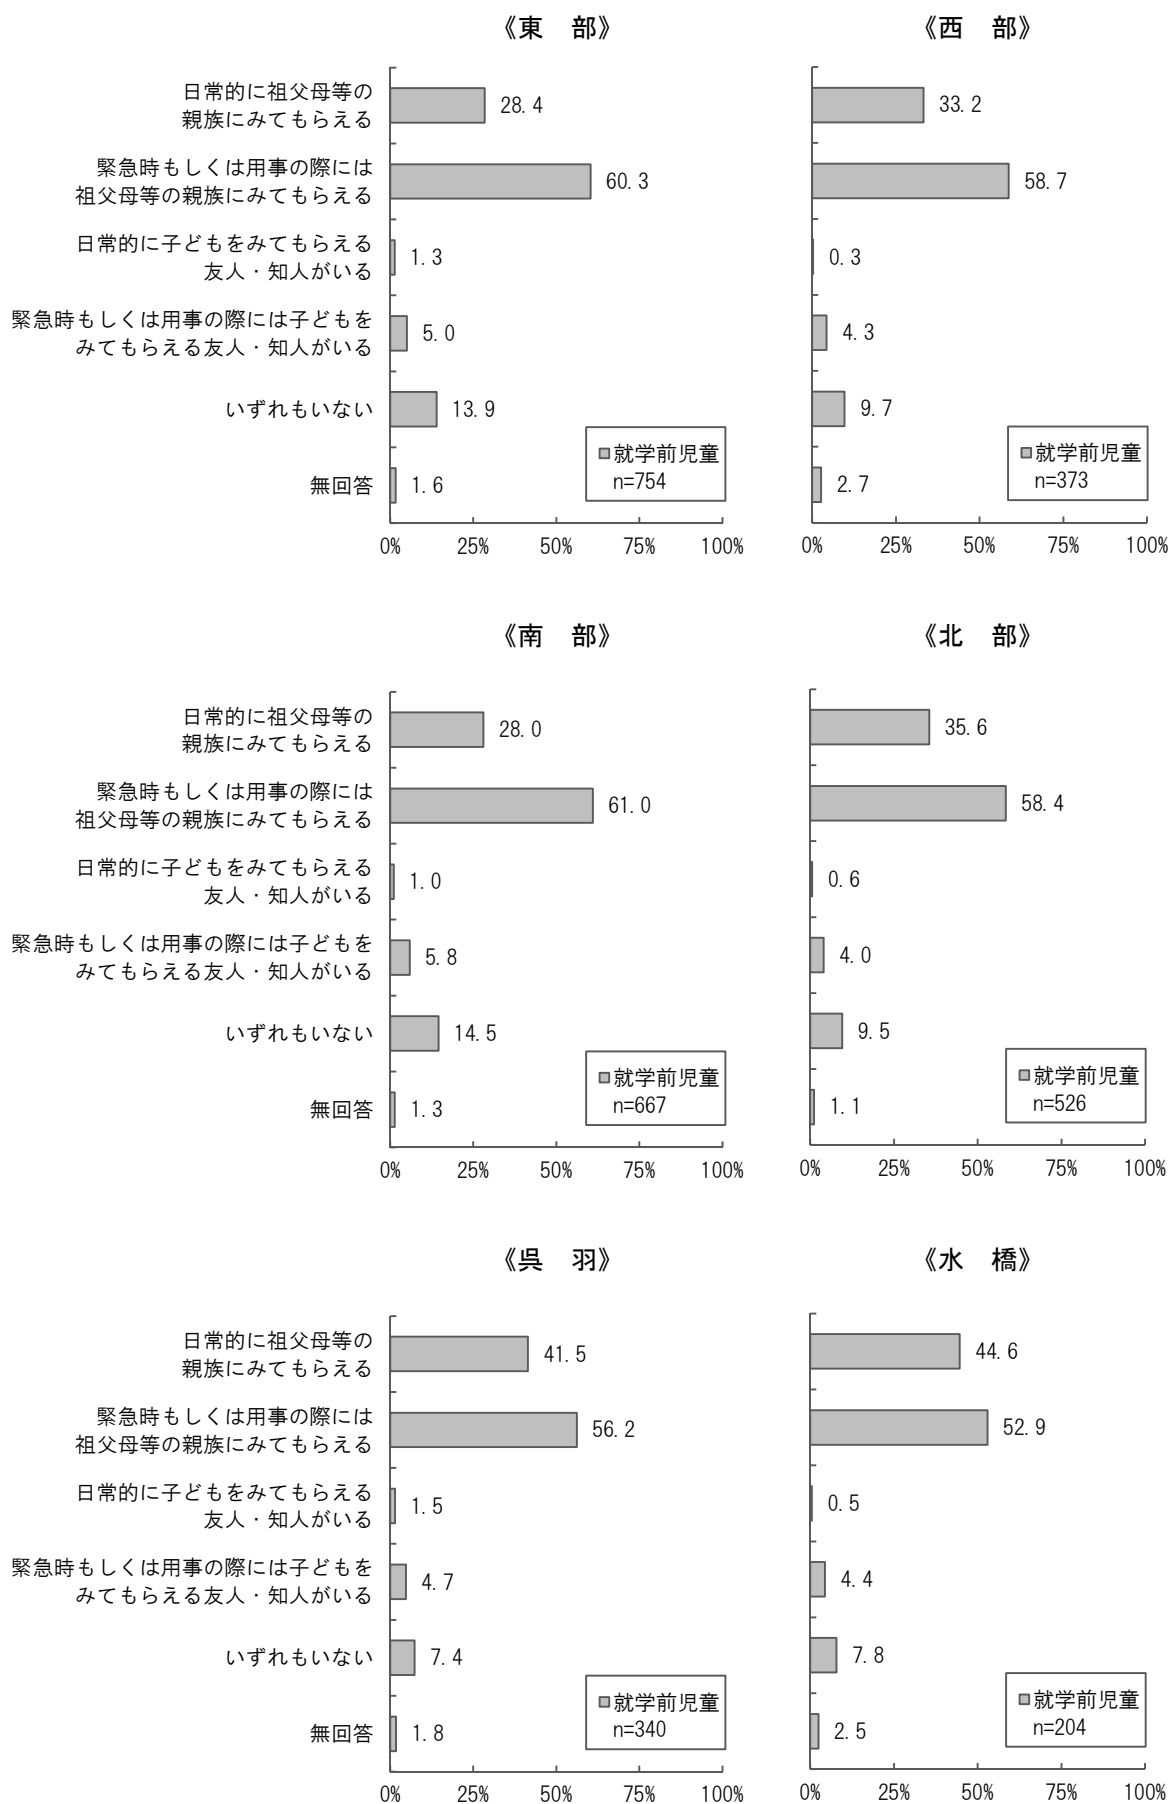 《東　部》
日常的に祖父母等の
親族にみてもらえる
28.4
緊急時もしくは用事の際には
祖父母等の親族にみてもらえる
60.3
日常的に子どもをみてもらえる
友人・知人がいる
1.3
緊急時もしくは用事の際には子どもを
みてもらえる友人・知人がいる
5.0
いずれもいない
13.9
無回答
1.6
就学前児童
n=754
0% 25% 50% 75% 100%
《西　部》
33.2
58.7
0.3
4.3
9.7
2.7
就学前児童
n=373
0% 25% 50% 75% 100%
《南　部》
日常的に祖父母等の
親族にみてもらえる
28.0
緊急時もしくは用事の際には
祖父母等の親族にみてもらえる
61.0
日常的に子どもをみてもらえる
友人・知人がいる
1.0
緊急時もしくは用事の際には子どもを
みてもらえる友人・知人がいる
5.8
いずれもいない
14.5
無回答
1.3
就学前児童
n=667
0% 25% 50% 75% 100%
《北　部》
35.6
58.4
0.6
4.0
9.5
1.1
就学前児童
n=526
0% 25% 50% 75% 100%
《呉　羽》
日常的に祖父母等の
親族にみてもらえる
41.5
緊急時もしくは用事の際には
祖父母等の親族にみてもらえる
56.2
日常的に子どもをみてもらえる
友人・知人がいる
1.5
緊急時もしくは用事の際には子どもを
みてもらえる友人・知人がいる
4.7
いずれもいない
7.4
無回答
1.8
就学前児童
n=340
0% 25% 50% 75% 100%
《水　橋》
44.6
52.9
0.5
4.4
7.8
2.5
就学前児童
n=204
0% 25% 50% 75% 100%